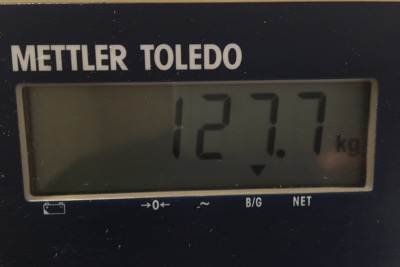 METTLER TOLEDO
127.7 kg
→0← ~ B/G NET